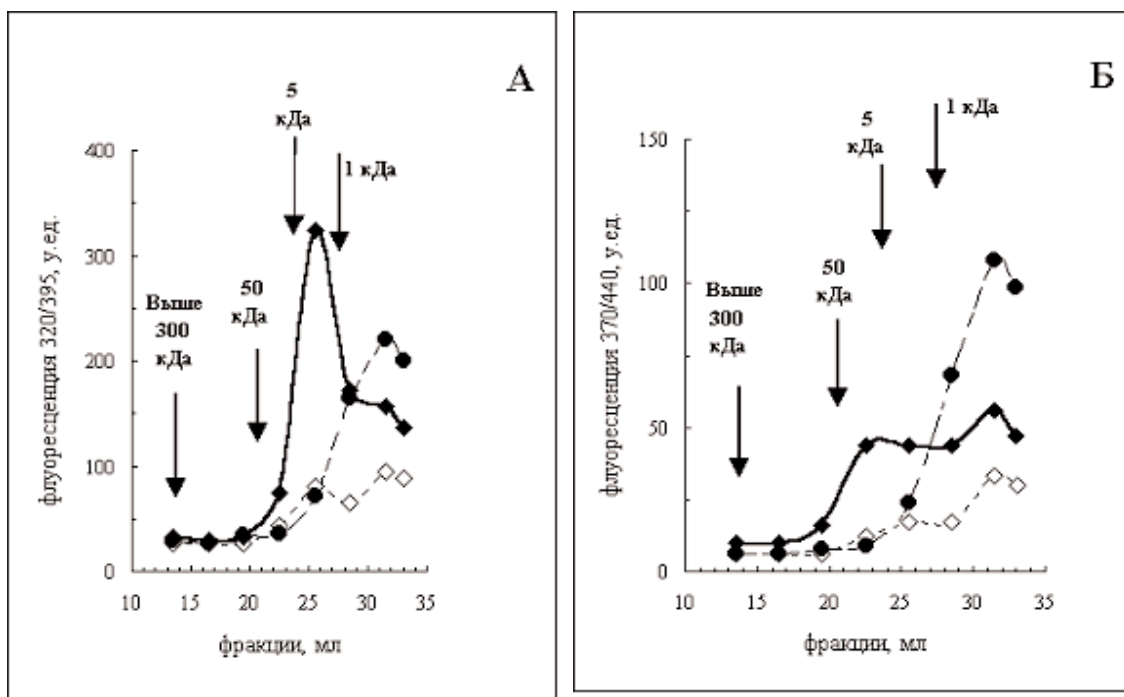 А
5
кДа
1 кДа
50
кДа
Выше
300
кДа
400
300
200
100
0
10 15 20 25 30 35
флуоресценция 320/395, у.ед.
фракции, мл
Б
1 кДа
5
кДа
50
кДа
Выше
300
кДа
150
100
50
0
10 15 20 25 30 35
флуоресценция 370/440, у.ед.
фракции, мл